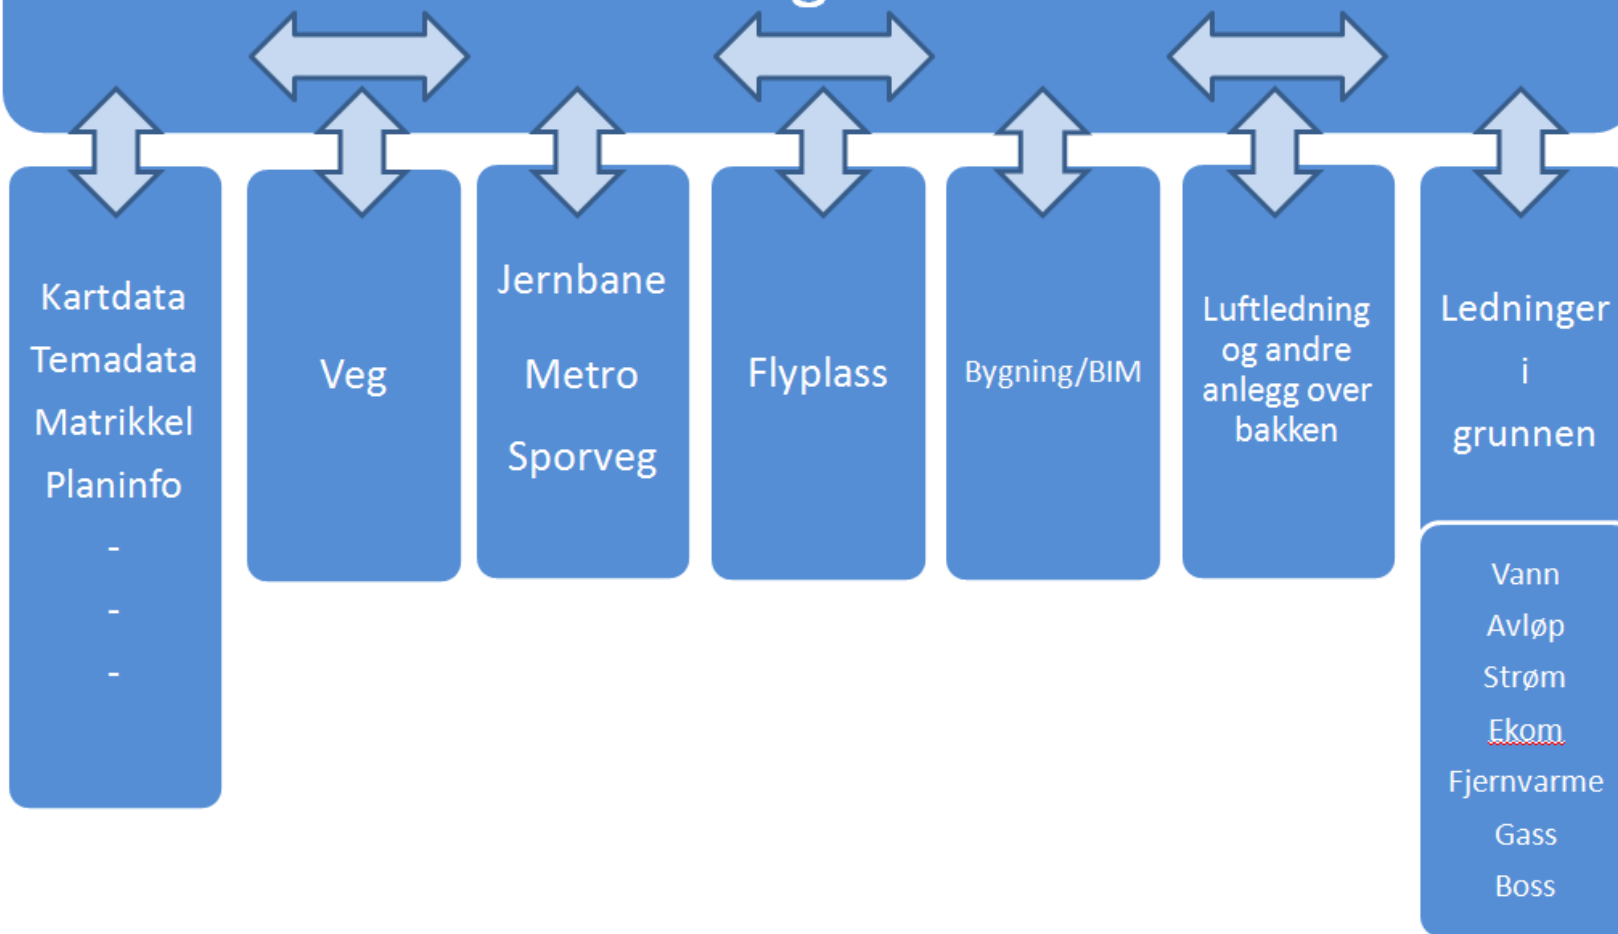 Kartdata
Temadata
Matrikkel
Planinfo
-
-
-
Veg
Jernbane
Metro
Sporveg
Flyplass
Bygning/BIM
Luftledning
og andre
anlegg over
bakken
Ledninger
i
grunnen
Vann
Avløp
Strøm
Ekom
Fjernvarme
Gass
Boss